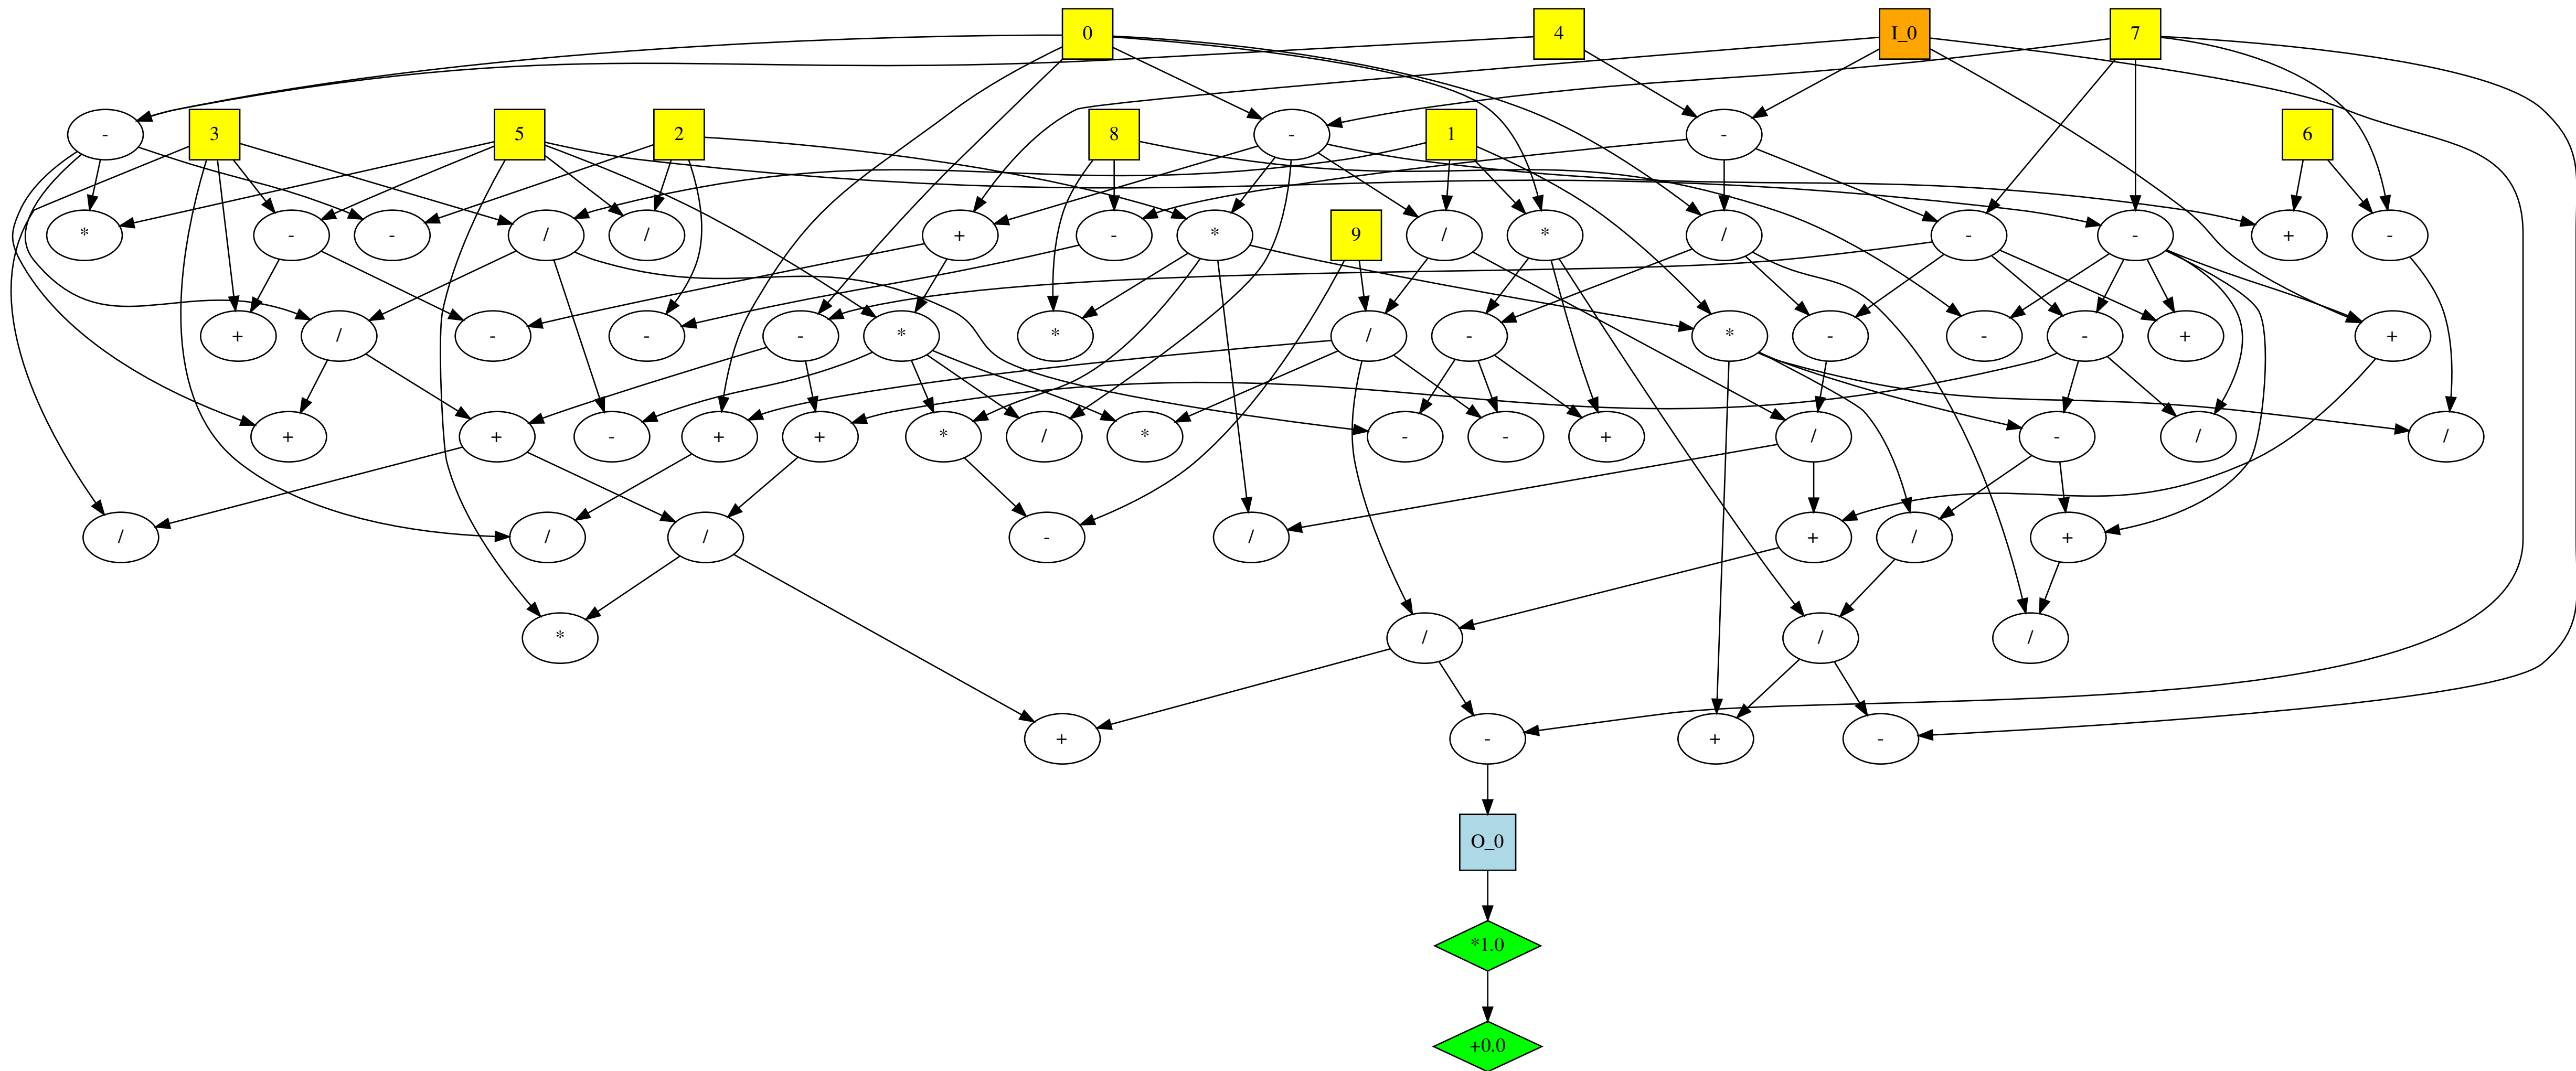 0 4 I_0 7
- 3 5 2 8 - 1 - 6
* - - / / + - * 9 / * / - - + -
+ / - - - * * / - * - - - + +
+ + - + + * / * - - + / - / /
/ / / - / + / +
* / / /
+ - + -
O_0
*1.0
+0.0